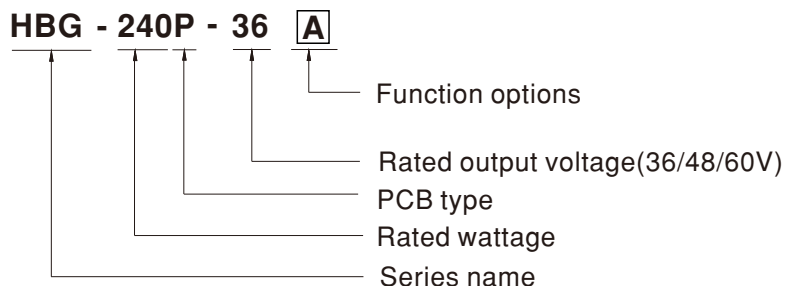 HBG - 240P - 36 A
Function options
Rated output voltage(36/48/60V)
PCB type
Rated wattage
Series name